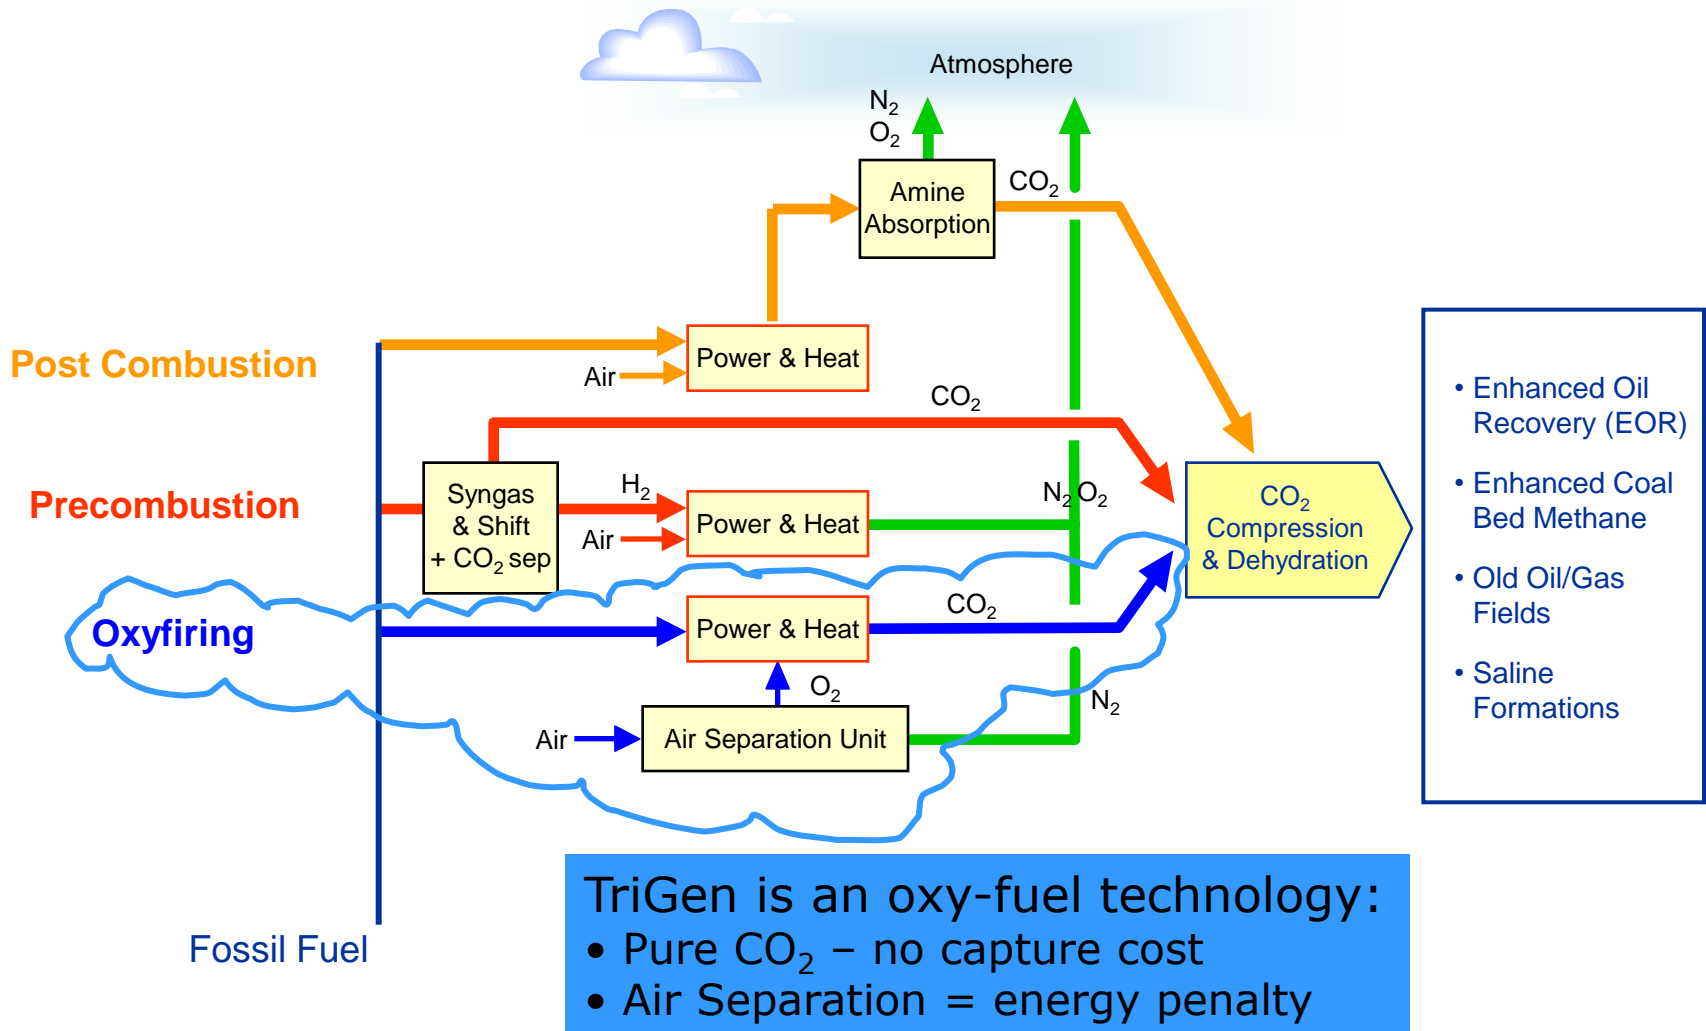 Atmosphere
N₂
O₂
Amine
Absorption
CO₂
Post Combustion
Air
Power & Heat
CO₂
Precombustion
Syngas
& Shift
+ CO₂ sep
H₂
Air
Power & Heat
N₂ O₂
CO₂
Compression
& Dehydration
Oxyfiring
Power & Heat
CO₂
O₂
Air
Air Separation Unit
N₂
Fossil Fuel
• Enhanced Oil
Recovery (EOR)
• Enhanced Coal
Bed Methane
• Old Oil/Gas
Fields
• Saline
Formations
TriGen is an oxy-fuel technology:
• Pure CO₂ – no capture cost
• Air Separation = energy penalty